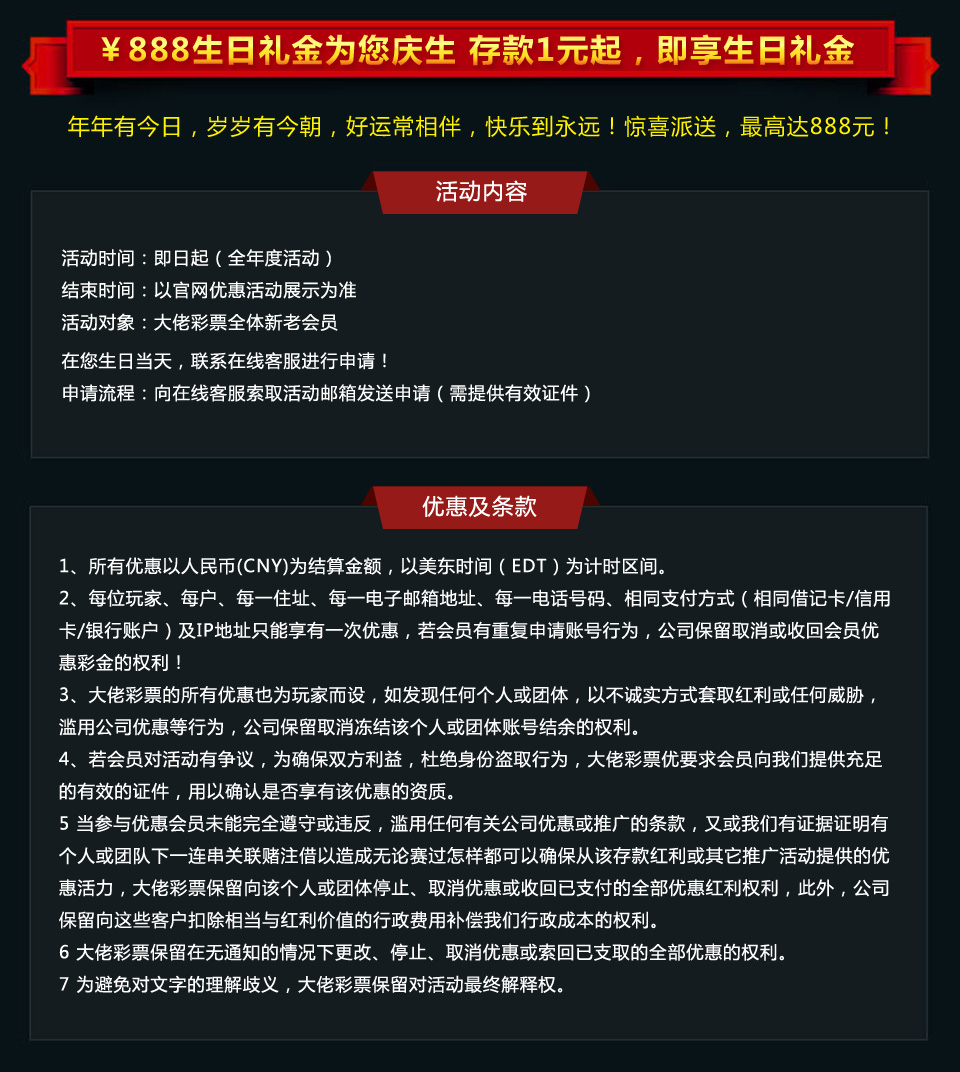 ￥888生日礼金为您庆生 存款1元起，即享生日礼金
年年有今日，岁岁有今朝，好运常相伴，快乐到永远！惊喜派送，最高达888元！
活动内容
活动时间：即日起（全年度活动）
结束时间：以官网优惠活动展示为准
活动对象：大佬彩票全体新老会员
在您生日当天，联系在线客服进行申请！
申请流程：向在线客服索取活动邮箱发送申请（需提供有效证件）
优惠及条款
1、所有优惠以人民币(CNY)为结算金额，以美东时间（EDT）为计时区间。
2、每位玩家、每户、每一住址、每一电子邮箱地址、每一电话号码、相同支付方式（相同借记卡/信用
卡/银行账户）及IP地址只能享有一次优惠，若会员有重复申请账号行为，公司保留取消或收回会员优
惠彩金的权利！
3、大佬彩票的所有优惠也为玩家而设，如发现任何个人或团体，以不诚实方式套取红利或任何威胁，
滥用公司优惠等行为，公司保留取消冻结该个人或团体账号结余的权利。
4、若会员对活动有争议，为确保双方利益，杜绝身份盗取行为，大佬彩票优要求会员向我们提供充足
的有效的证件，用以确认是否享有该优惠的资质。
5 当参与优惠会员未能完全遵守或违反，滥用任何有关公司优惠或推广的条款，又或我们有证据证明有
个人或团队下一连串关联赌注借以造成无论赛过怎样都可以确保从该存款红利或其它推广活动提供的优
惠活力，大佬彩票保留向该个人或团体停止、取消优惠或收回已支付的全部优惠红利权利，此外，公司
保留向这些客户扣除相当与红利价值的行政费用补偿我们行政成本的权利。
6 大佬彩票保留在无通知的情况下更改、停止、取消优惠或索回已支取的全部优惠的权利。
7 为避免对文字的理解歧义，大佬彩票保留对活动最终解释权。